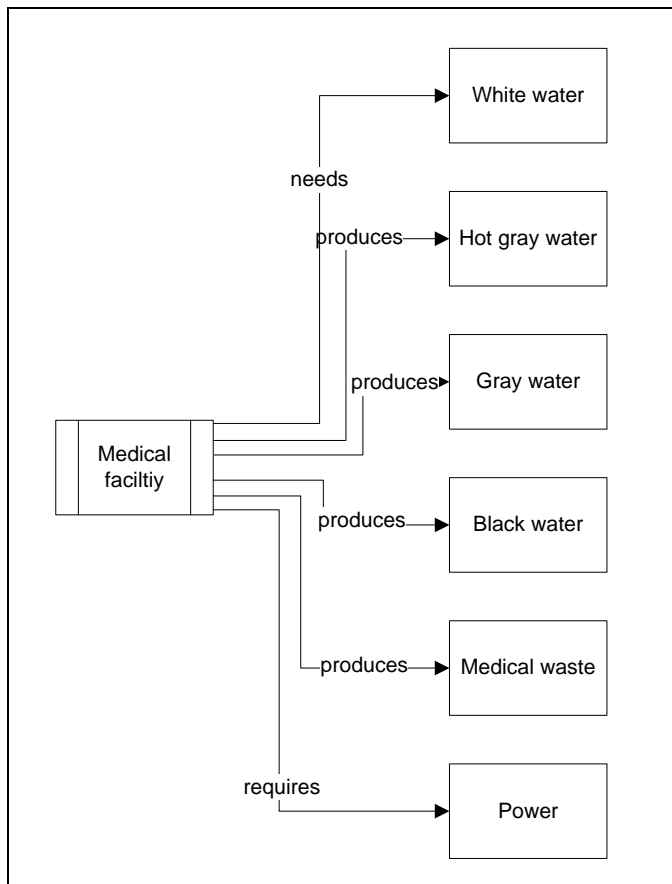 White water
needs
produces
Hot gray water
produces
Gray water
Medical
faciltiy
produces
Black water
produces
Medical waste
requires
Power